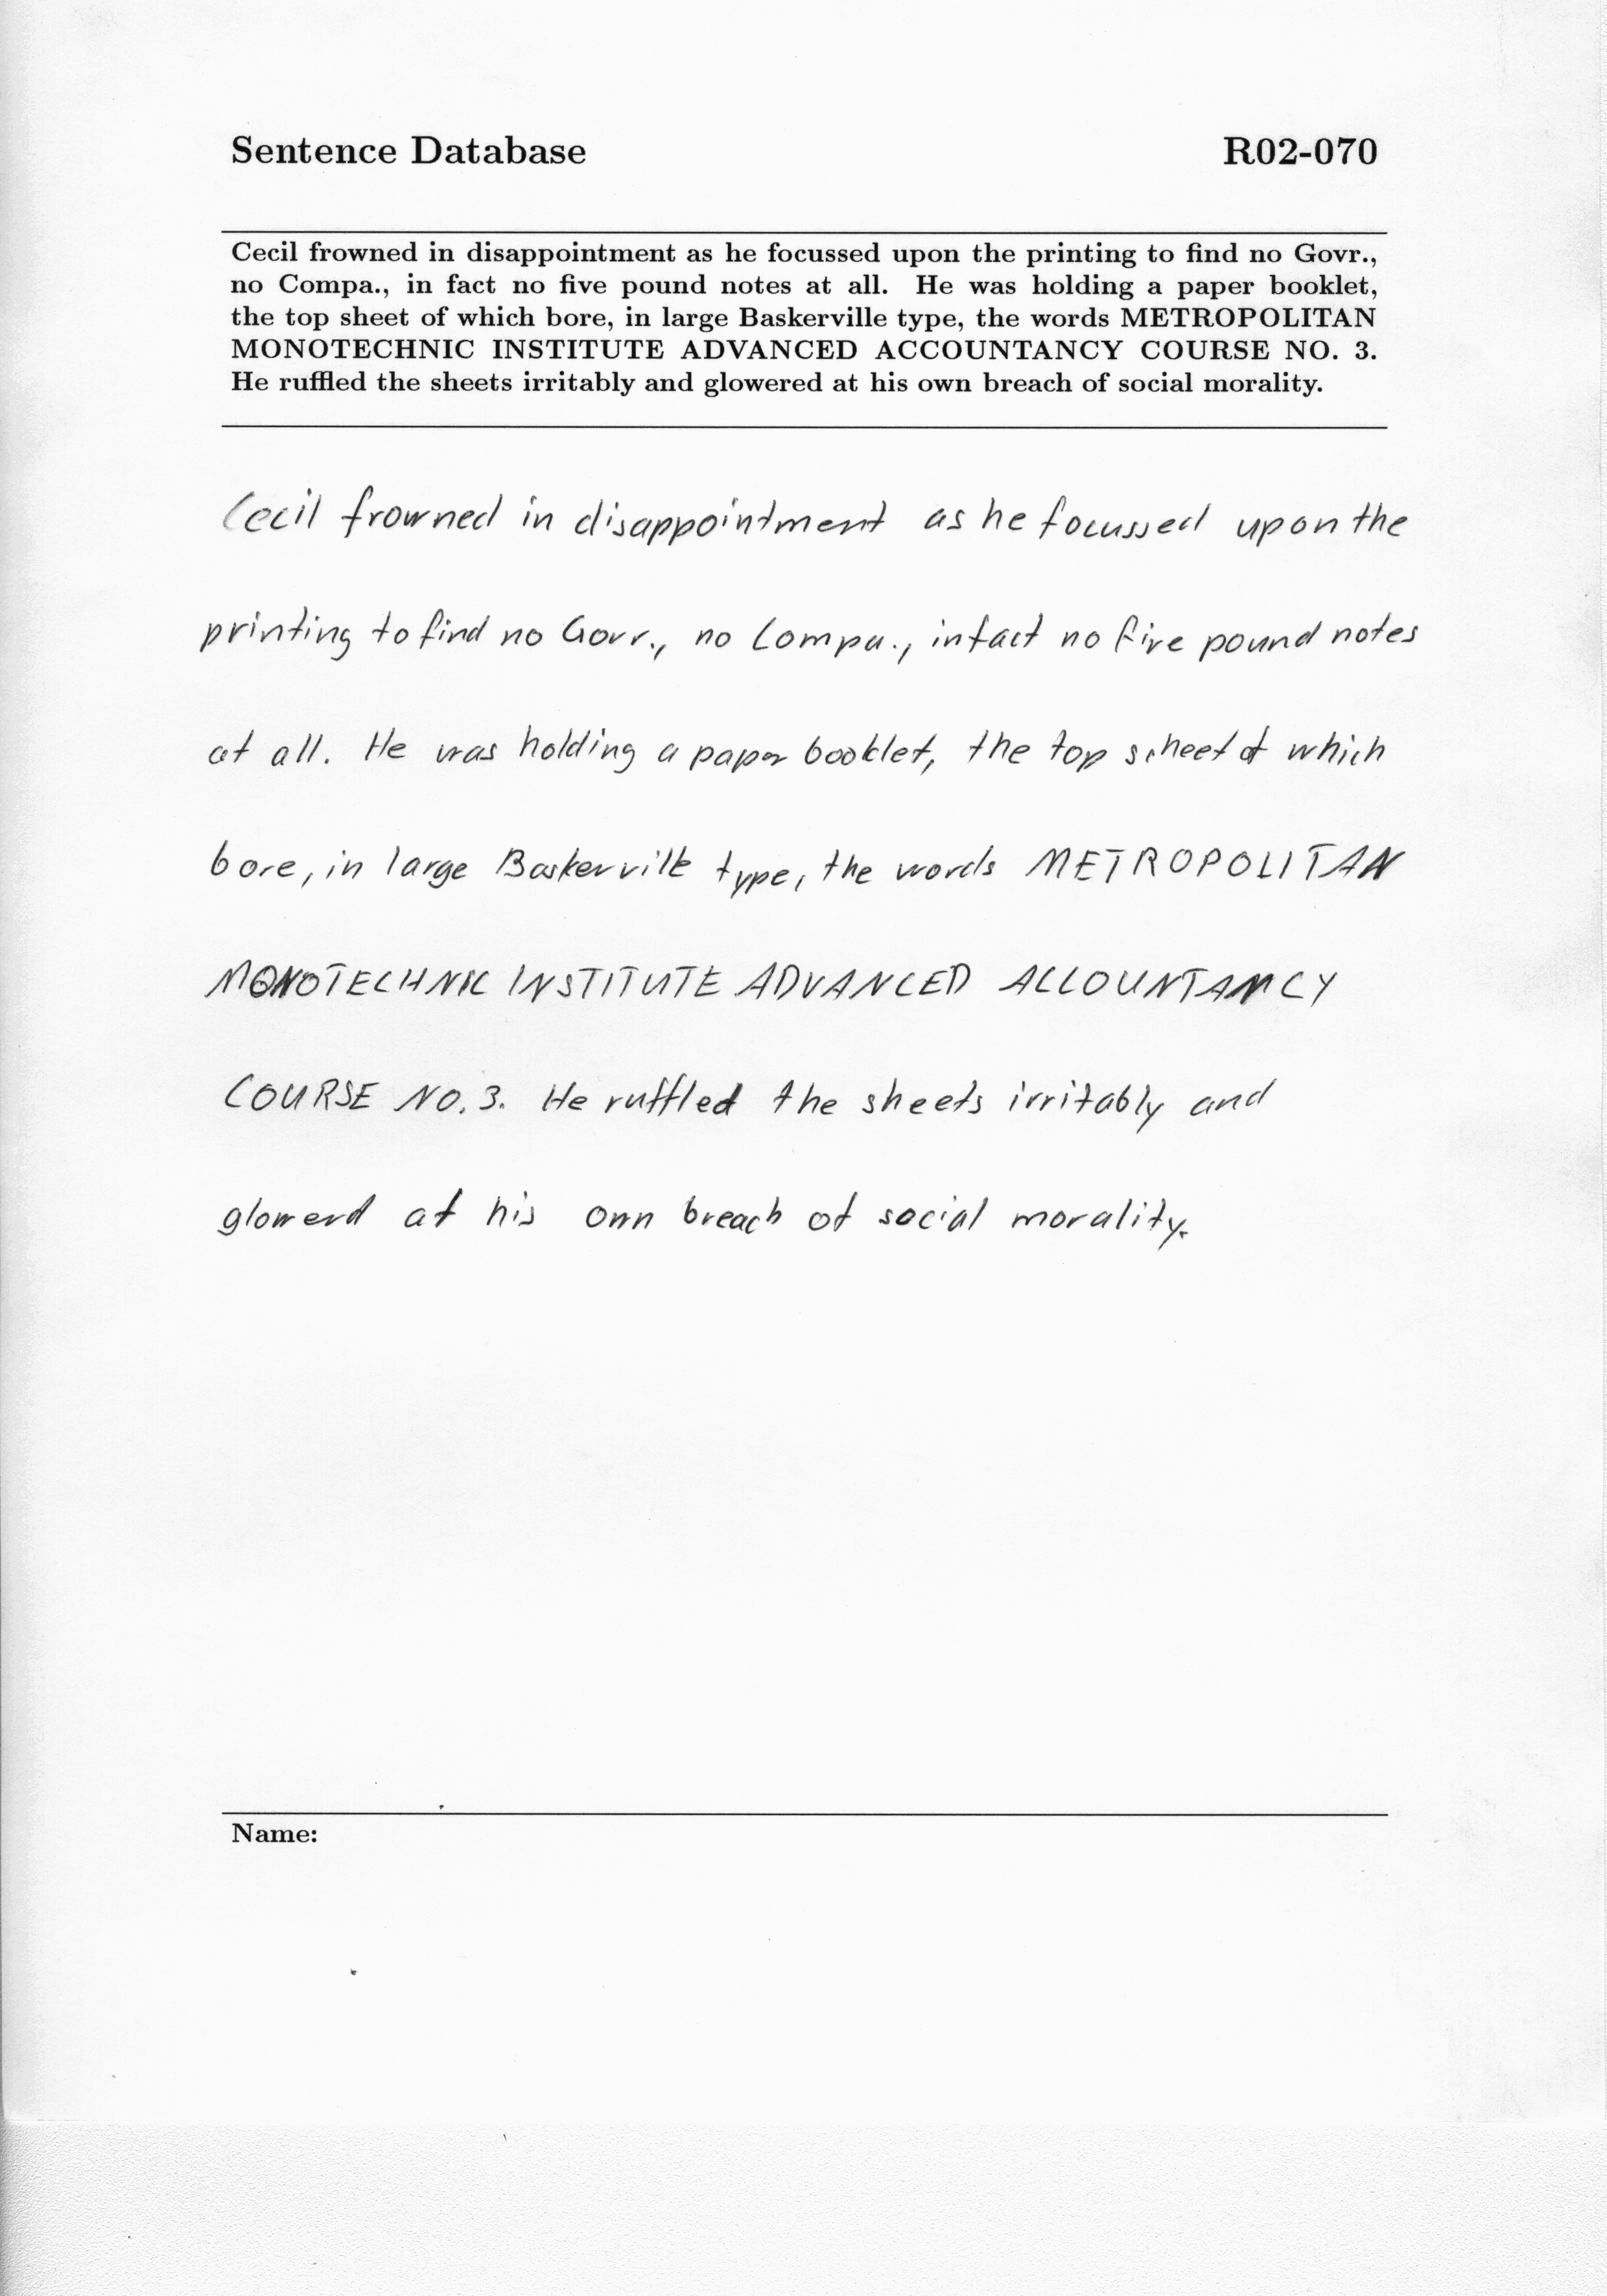 Sentence Database R02-070
Cecil frowned in disappointment as he focussed upon the printing to find no Govr.,
no Compa., in fact no five pound notes at all. He was holding a paper booklet,
the top sheet of which bore, in large Baskerville type, the words METROPOLITAN
MONOTECHNIC INSTITUTE ADVANCED ACCOUNTANCY COURSE NO. 3.
He ruffled the sheets irritably and glowered at his own breach of social morality.
Cecil frowned in disappointment as he focussed upon the
printing to find no Govr., no Compa., in fact no five pound notes
at all. He was holding a paper booklet, the top scheet of which
bore, in large Baskerville type, the words METROPOLITAN
MONOTECHNIC INSTITUTE ADVANCED ACCOUNTANCY
COURSE NO. 3. He ruffled the sheets irritably and
glowerd at his own breach of social morality.
Name: